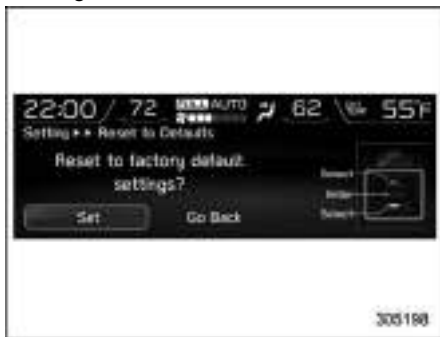 22:00 / 72 FULL AUTO 62 55°F
Setting ▸▸ Reset to Defaults
Reset to factory default
settings?
Select
Enter
Select
Set Go Back
305198